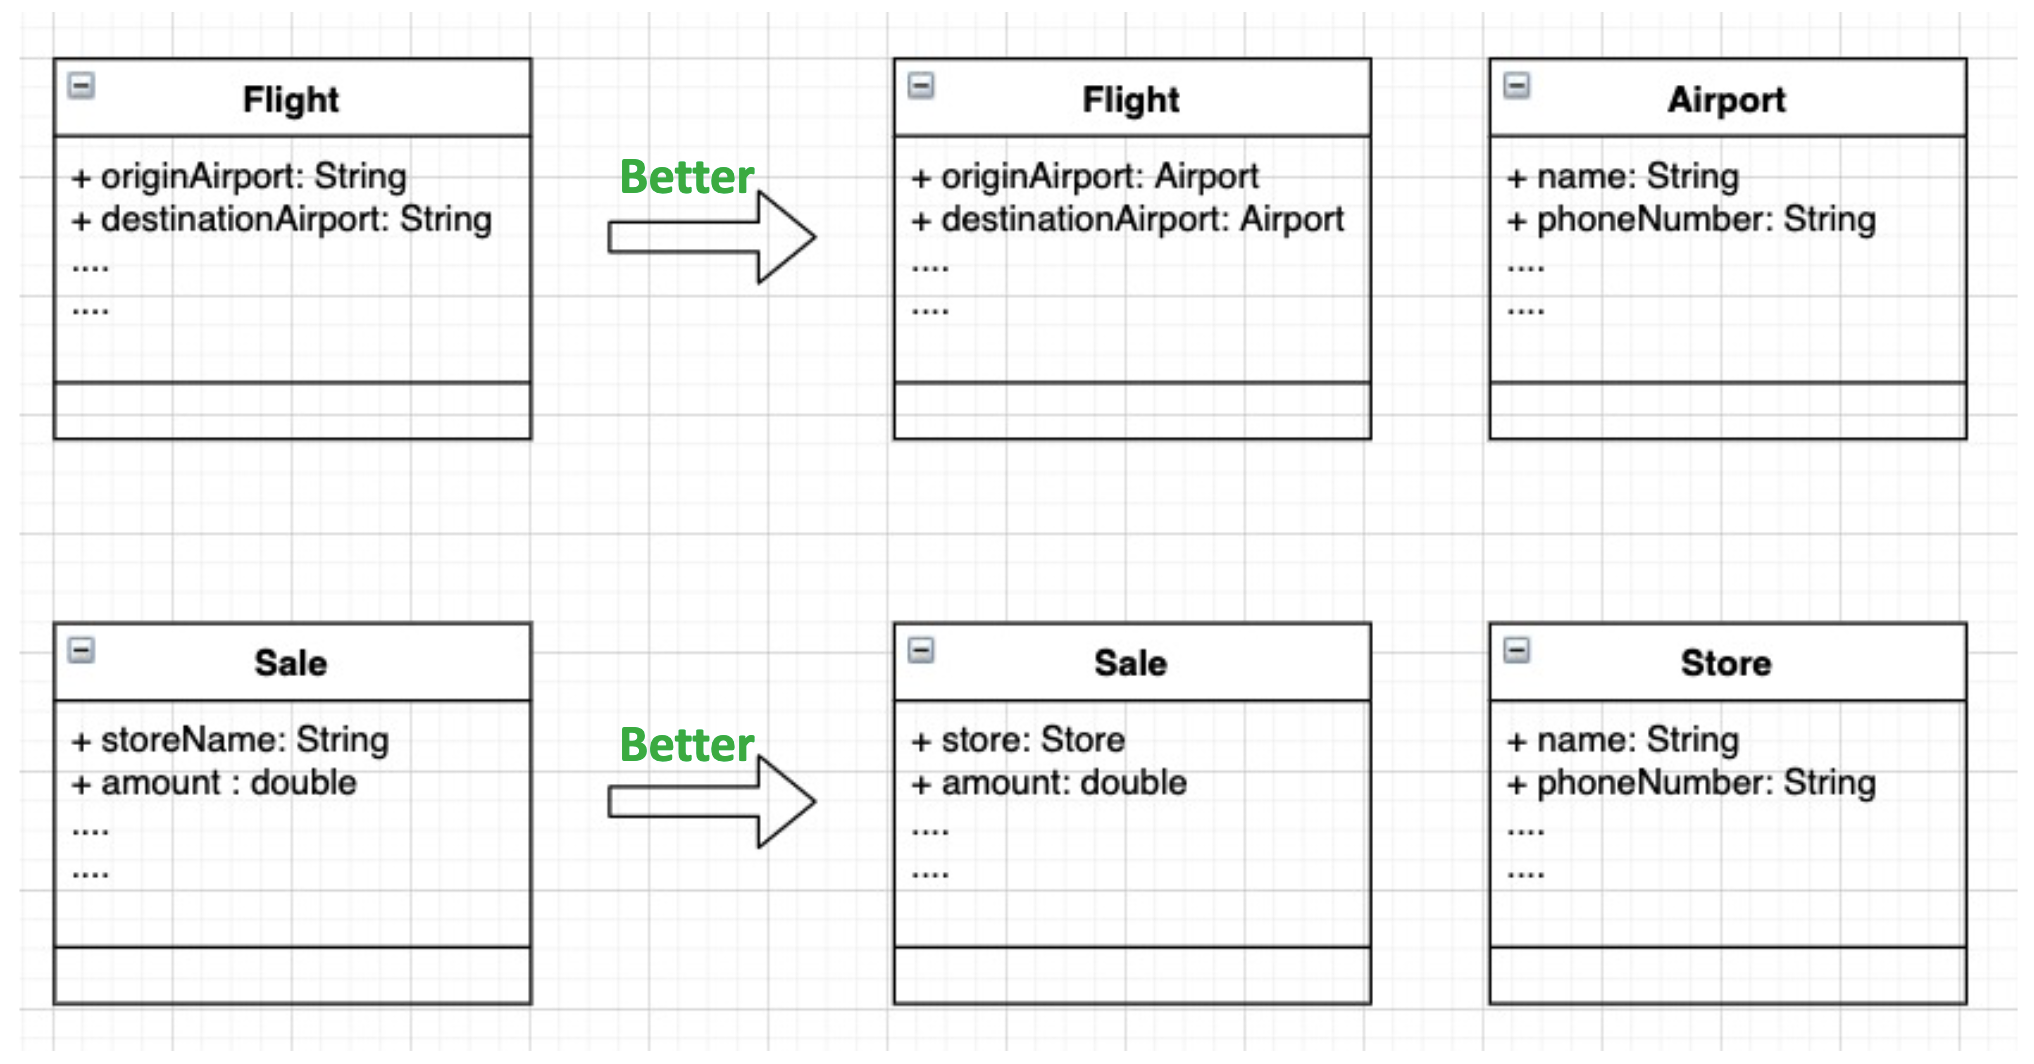 Flight
+ originAirport: String
+ destinationAirport: String
....
....
Better
Flight
+ originAirport: Airport
+ destinationAirport: Airport
....
....
Airport
+ name: String
+ phoneNumber: String
....
....
Sale
+ storeName: String
+ amount : double
....
....
Better
Sale
+ store: Store
+ amount: double
....
....
Store
+ name: String
+ phoneNumber: String
....
....